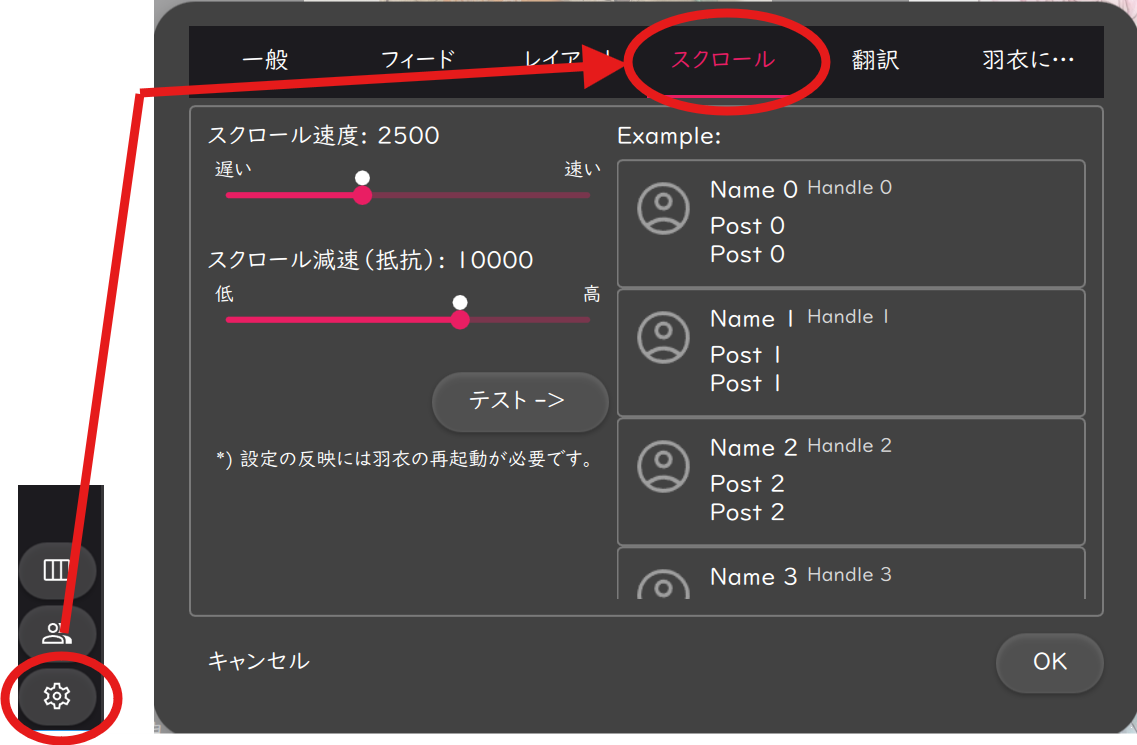 一般 フィード スクロール 翻訳 羽衣に…
スクロール速度: 2500
遅い 速い
スクロール減速(抵抗): 10000
低 高
テスト ->
*) 設定の反映には羽衣の再起動が必要です。
Example:
Name 0 Handle 0
Post 0
Post 0
Name 1 Handle 1
Post 1
Post 1
Name 2 Handle 2
Post 2
Post 2
Name 3 Handle 3
キャンセル OK